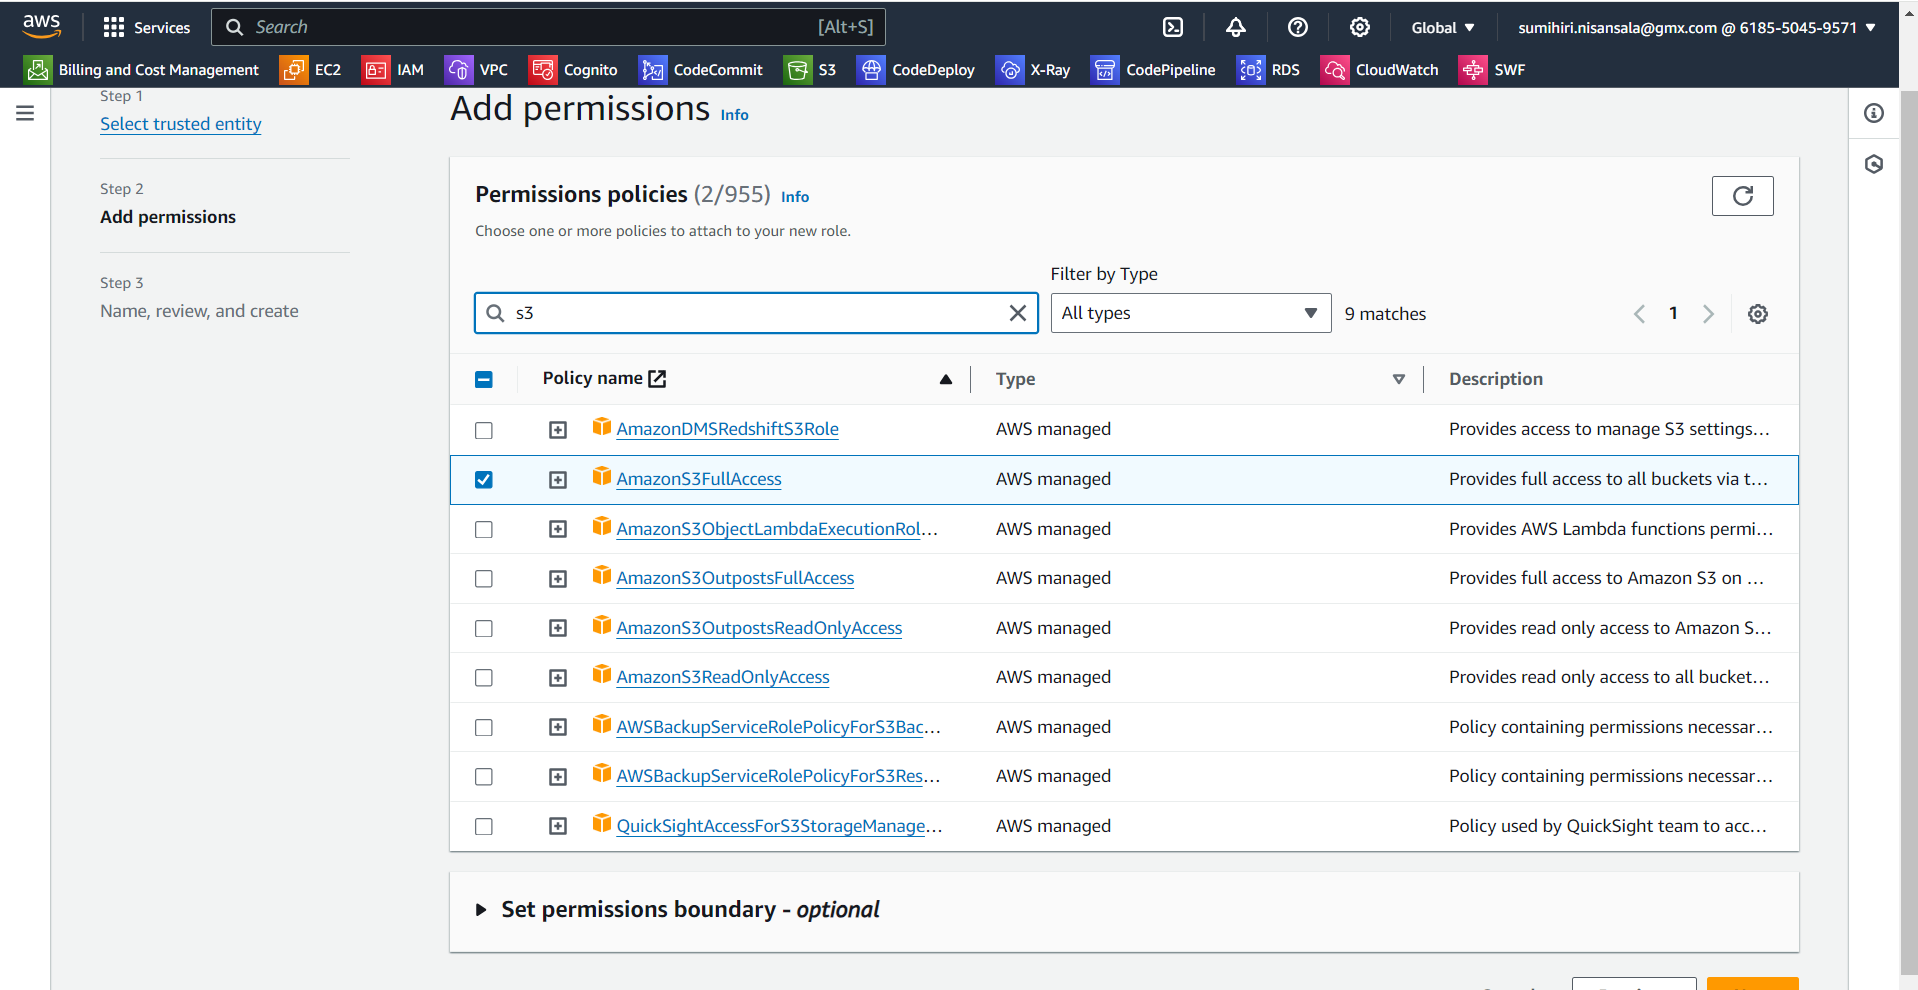 aws Services Search [Alt+S] Global sumihiri.nisansala@gmx.com @ 6185-5045-9571
Billing and Cost Management EC2 IAM VPC Cognito CodeCommit S3 CodeDeploy X-Ray CodePipeline RDS CloudWatch SWF
Step 1
Select trusted entity
Step 2
Add permissions
Step 3
Name, review, and create
Add permissions Info
Permissions policies (2/955) Info
Choose one or more policies to attach to your new role.
Filter by Type
s3 All types 9 matches 1
Policy name Type Description
AmazonDMSRedshiftS3Role AWS managed Provides access to manage S3 settings...
AmazonS3FullAccess AWS managed Provides full access to all buckets via t...
AmazonS3ObjectLambdaExecutionRol... AWS managed Provides AWS Lambda functions permi...
AmazonS3OutpostsFullAccess AWS managed Provides full access to Amazon S3 on ...
AmazonS3OutpostsReadOnlyAccess AWS managed Provides read only access to Amazon S...
AmazonS3ReadOnlyAccess AWS managed Provides read only access to all bucket...
AWSBackupServiceRolePolicyForS3Bac... AWS managed Policy containing permissions necessar...
AWSBackupServiceRolePolicyForS3Res... AWS managed Policy containing permissions necessar...
QuickSightAccessForS3StorageManage... AWS managed Policy used by QuickSight team to acc...
Set permissions boundary - optional